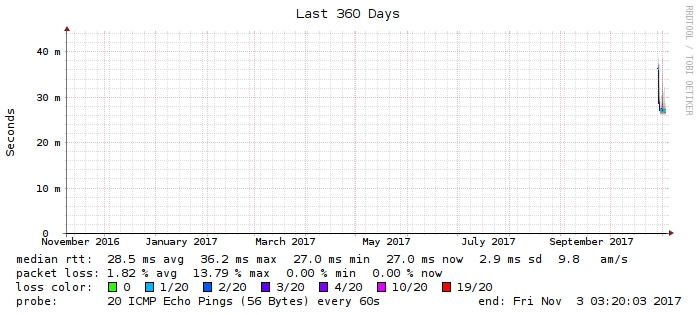 Last 360 Days
RRDTOOL / TOBI OETIKER
Seconds
40 m
30 m
20 m
10 m
0
November 2016 January 2017 March 2017 May 2017 July 2017 September 2017
median rtt: 28.5 ms avg 36.2 ms max 27.0 ms min 27.0 ms now 2.9 ms sd 9.8 am/s
packet loss: 1.82 % avg 13.79 % max 0.00 % min 0.00 % now
loss color: 0 1/20 2/20 3/20 4/20 10/20 19/20
probe: 20 ICMP Echo Pings (56 Bytes) every 60s end: Fri Nov 3 03:20:03 2017